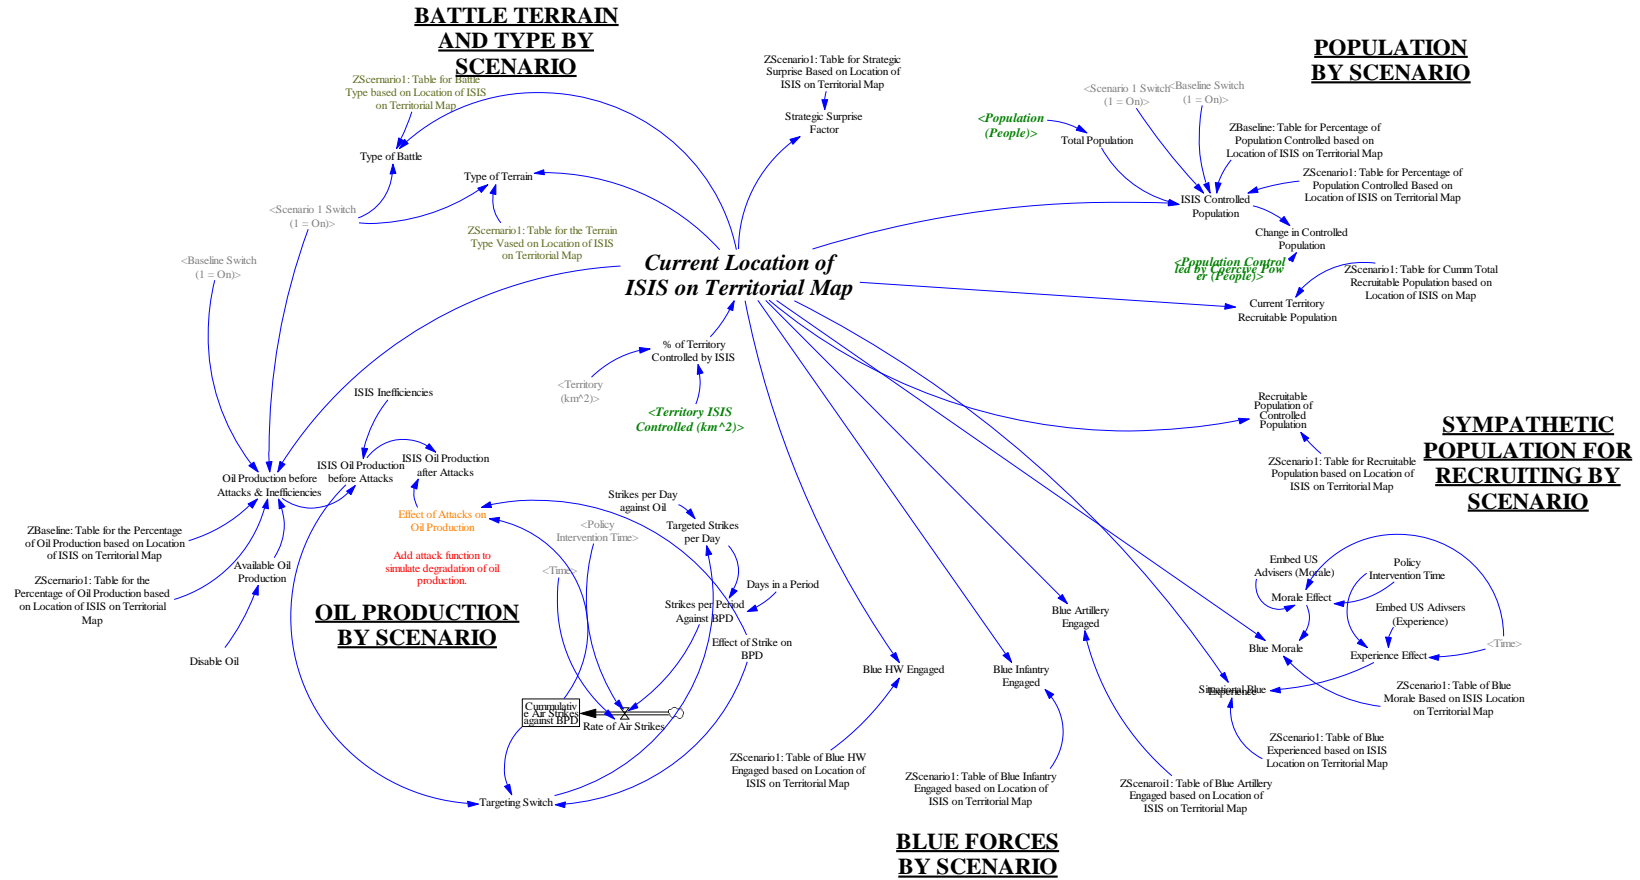 BATTLE TERRAIN
AND TYPE BY
SCENARIO
ZScernario1: Table for Battle
Type based on Location of ISIS
on Territorial Map
Type of Battle
Type of Terrain
<Scenario 1 Switch
(1 = On)>
ZScernario1: Table for the Terrain
Type Vased on Location of ISIS
on Territorial Map
<Baseline Switch
(1 = On)>
ZScenario1: Table for Strategic
Surprise Based on Location of
ISIS on Territorial Map
Strategic Surprise
Factor
POPULATION
BY SCENARIO
<Scenario 1 Switch
(1 = On)>
<Baseline Switch
(1 = On)>
<Population
(People)>
Total Population
ZBaseline: Table for Percentage of
Population Controlled based on
Location of ISIS on Territorial Map
ZScenario1: Table for Percentage of
Population Controlled Based on
Location of ISIS on Territorial Map
ISIS Controlled
Population
Change in Controlled
Population
<Population Control
led by Coercive Pow
er (People)>
ZScenario1: Table for Cumm Total
Recruitable Population based on
Location of ISIS on Map
Current Territory
Recruitable Population
Current Location of
ISIS on Territorial Map
% of Territory
Controlled by ISIS
<Territory
(km^2)>
<Territory ISIS
Controlled (km^2)>
Recruitable
Population of
Controlled
Population
ZScenario1: Table for Recruitable
Population based on Location of
ISIS on Territorial Map
SYMPATHETIC
POPULATION FOR
RECRUITING BY
SCENARIO
ISIS Inefficiencies
ISIS Oil Production
before Attacks
ISIS Oil Production
after Attacks
Oil Production before
Attacks & Inefficiencies
Effect of Attacks on
Oil Production
Add attack function to
simulate degradation of oil
production.
ZBaseline: Table for the Percentage
of Oil Production based on Location
of ISIS on Territorial Map
ZScernario1: Table for the
Percentage of Oil Production based
on Location of ISIS on Territorial
Map
Available Oil
Production
Disable Oil
OIL PRODUCTION
BY SCENARIO
Strikes per Day
against Oil
<Policy
Intervention Time>
Targeted Strikes
per Day
<Time>
Days in a Period
Strikes per Period
Against BPD
Effect of Strike on
BPD
Cummulativ
e Air Strikes
against BPD
Rate of Air Strikes
Targeting Switch
Blue HW Engaged
Blue Infantry
Engaged
Blue Artillery
Engaged
ZScenario1: Table of Blue HW
Engaged based on Location of
ISIS on Territorial Map
ZScenario1: Table of Blue Infantry
Engaged based on Location of
ISIS on Territorial Map
ZScenaroi1: Table of Blue Artillery
Engaged based on Location of
ISIS on Territorial Map
BLUE FORCES
BY SCENARIO
Embed US
Advisers (Morale)
Policy
Intervention Time
Morale Effect
Embed US Adivsers
(Experience)
Blue Morale
Experience Effect
<Time>
Situational Blue
Experience
ZScenario1: Table of Blue
Morale Based on ISIS Location
on Territorial Map
ZScenario1: Table of Blue
Experienced based on ISIS
Location on Territorial Map